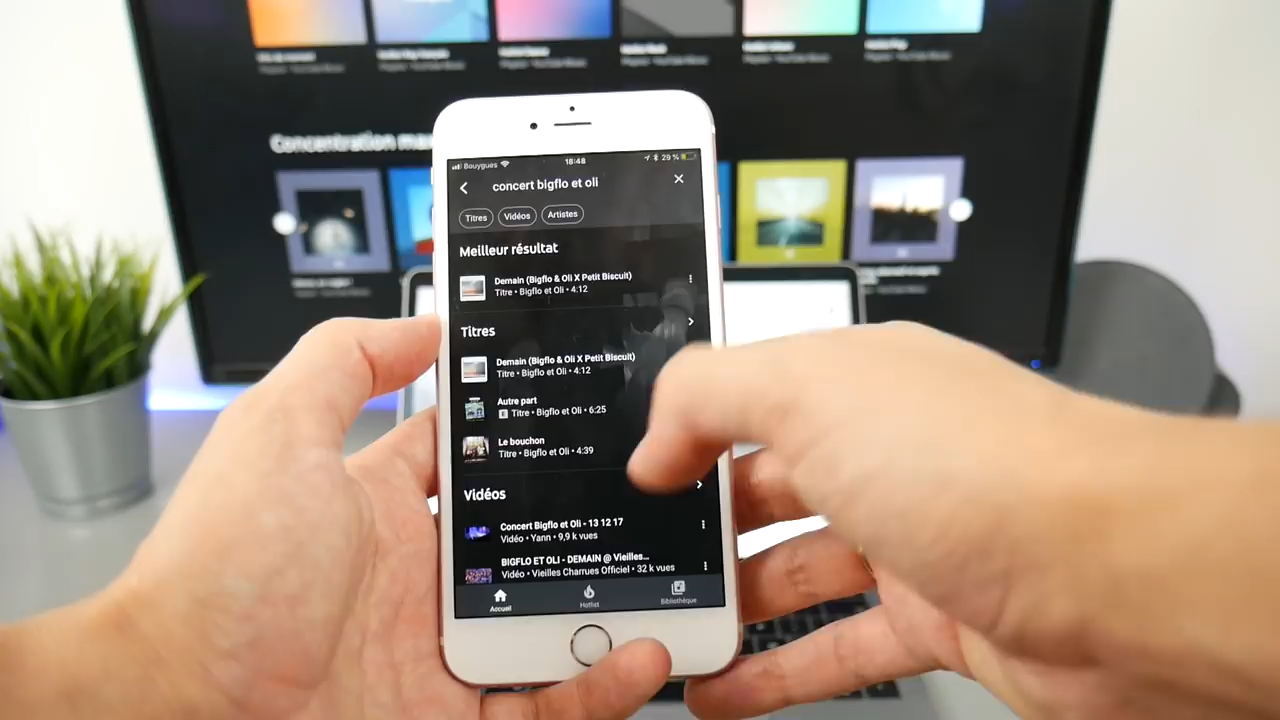 Concentration
Bouygues 18:48 29 %
concert bigflo et oli
Titres Vidéos Artistes
Meilleur résultat
Demain (Bigflo & Oli X Petit Biscuit)
Titre • Bigflo et Oli • 4:12
Titres
Demain (Bigflo & Oli X Petit Biscuit)
Titre • Bigflo et Oli • 4:12
Autre part
E Titre • Bigflo et Oli • 6:25
Le bouchon
Titre • Bigflo et Oli • 4:39
Vidéos
Concert Bigflo et Oli - 13 12 17
Vidéo • Yann • 9,9 k vues
BIGFLO ET OLI - DEMAIN @ Vieilles...
Vidéo • Vieilles Charrues Officiel • 32 k vues
Accueil Hotlist Bibliothèque